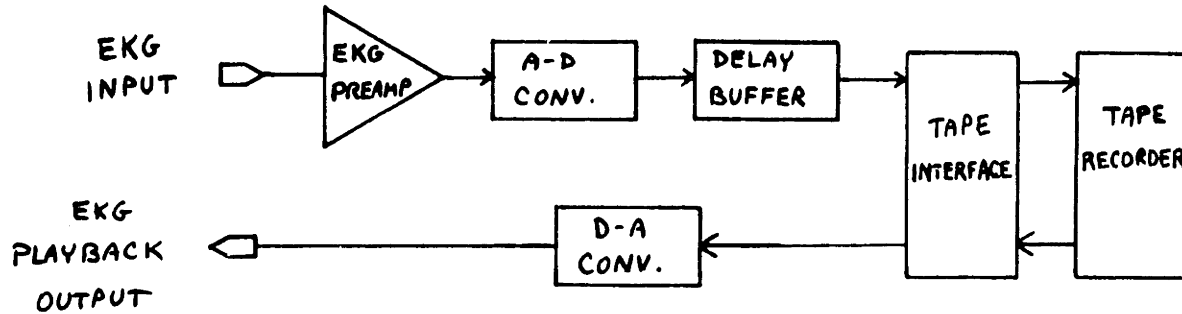 EKG
INPUT
EKG
PREAMP
A-D
CONV.
DELAY
BUFFER
TAPE
INTERFACE
TAPE
RECORDER
EKG
PLAYBACK
OUTPUT
D-A
CONV.